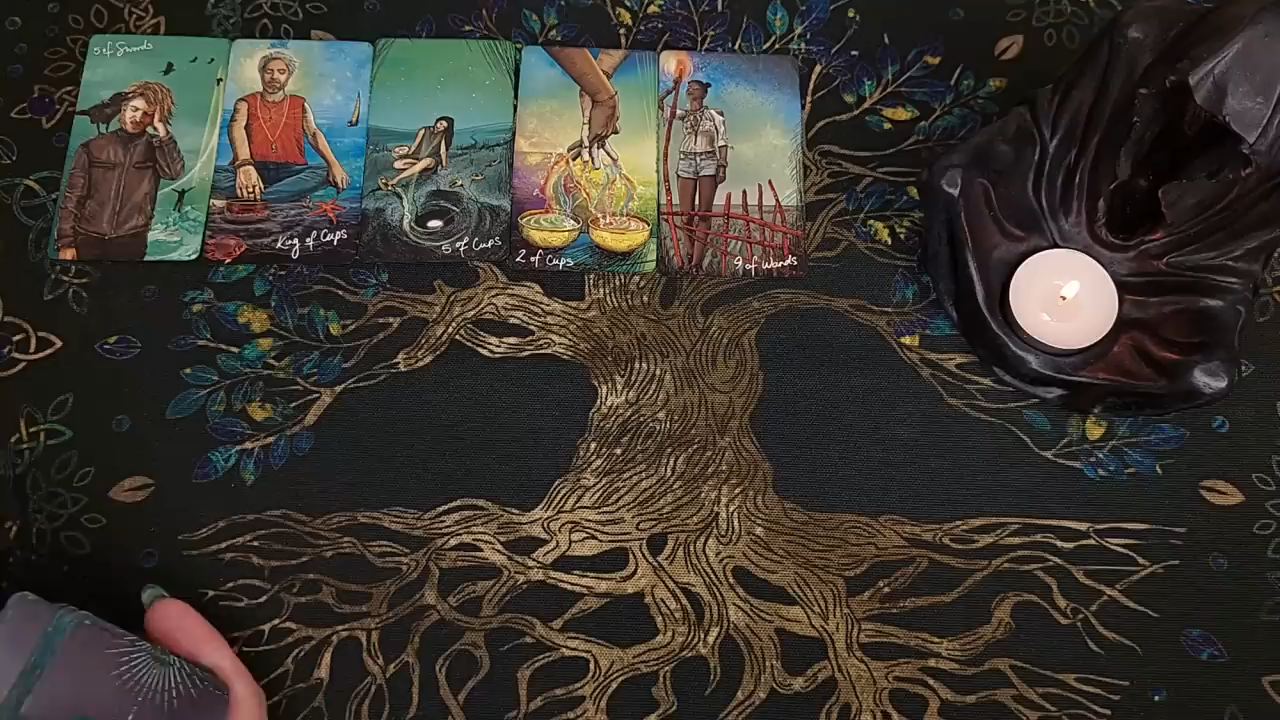 5 of Swords
King of Cups
5 of Cups
2 of Cups
9 of Wands